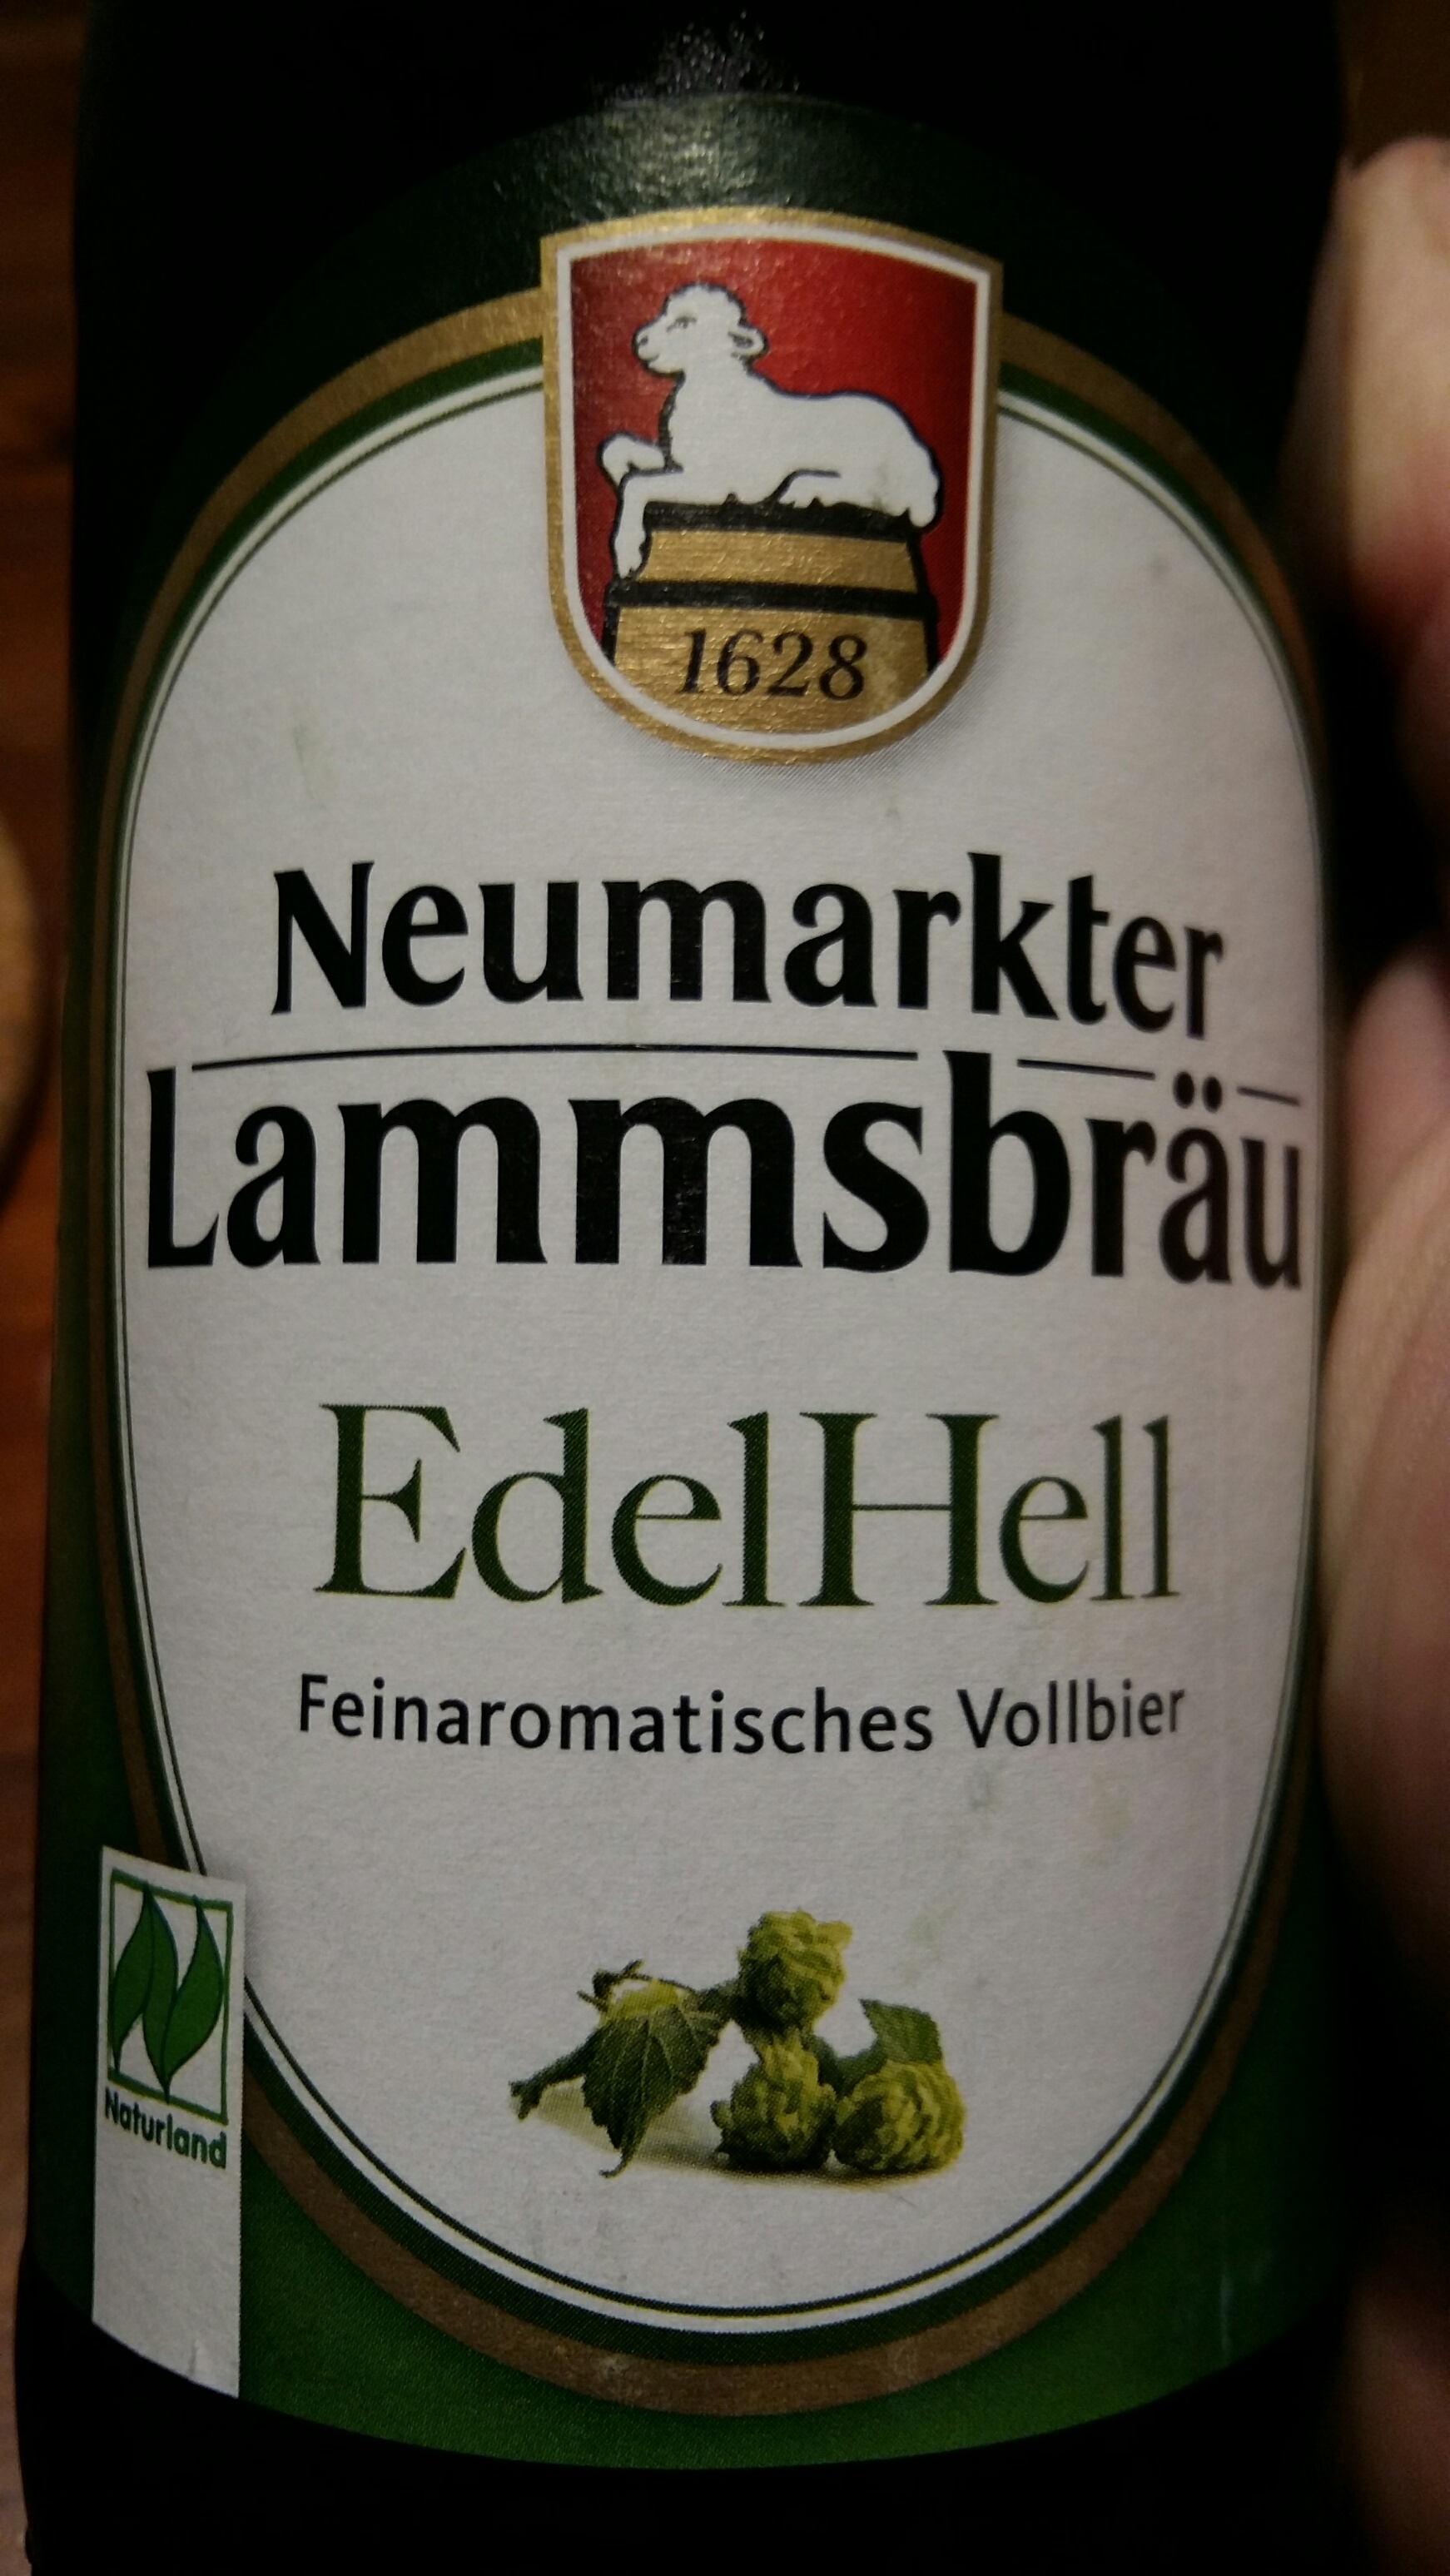 1628
Neumarkter
Lammsbräu
EdelHell
Feinaromatisches Vollbier
Naturland